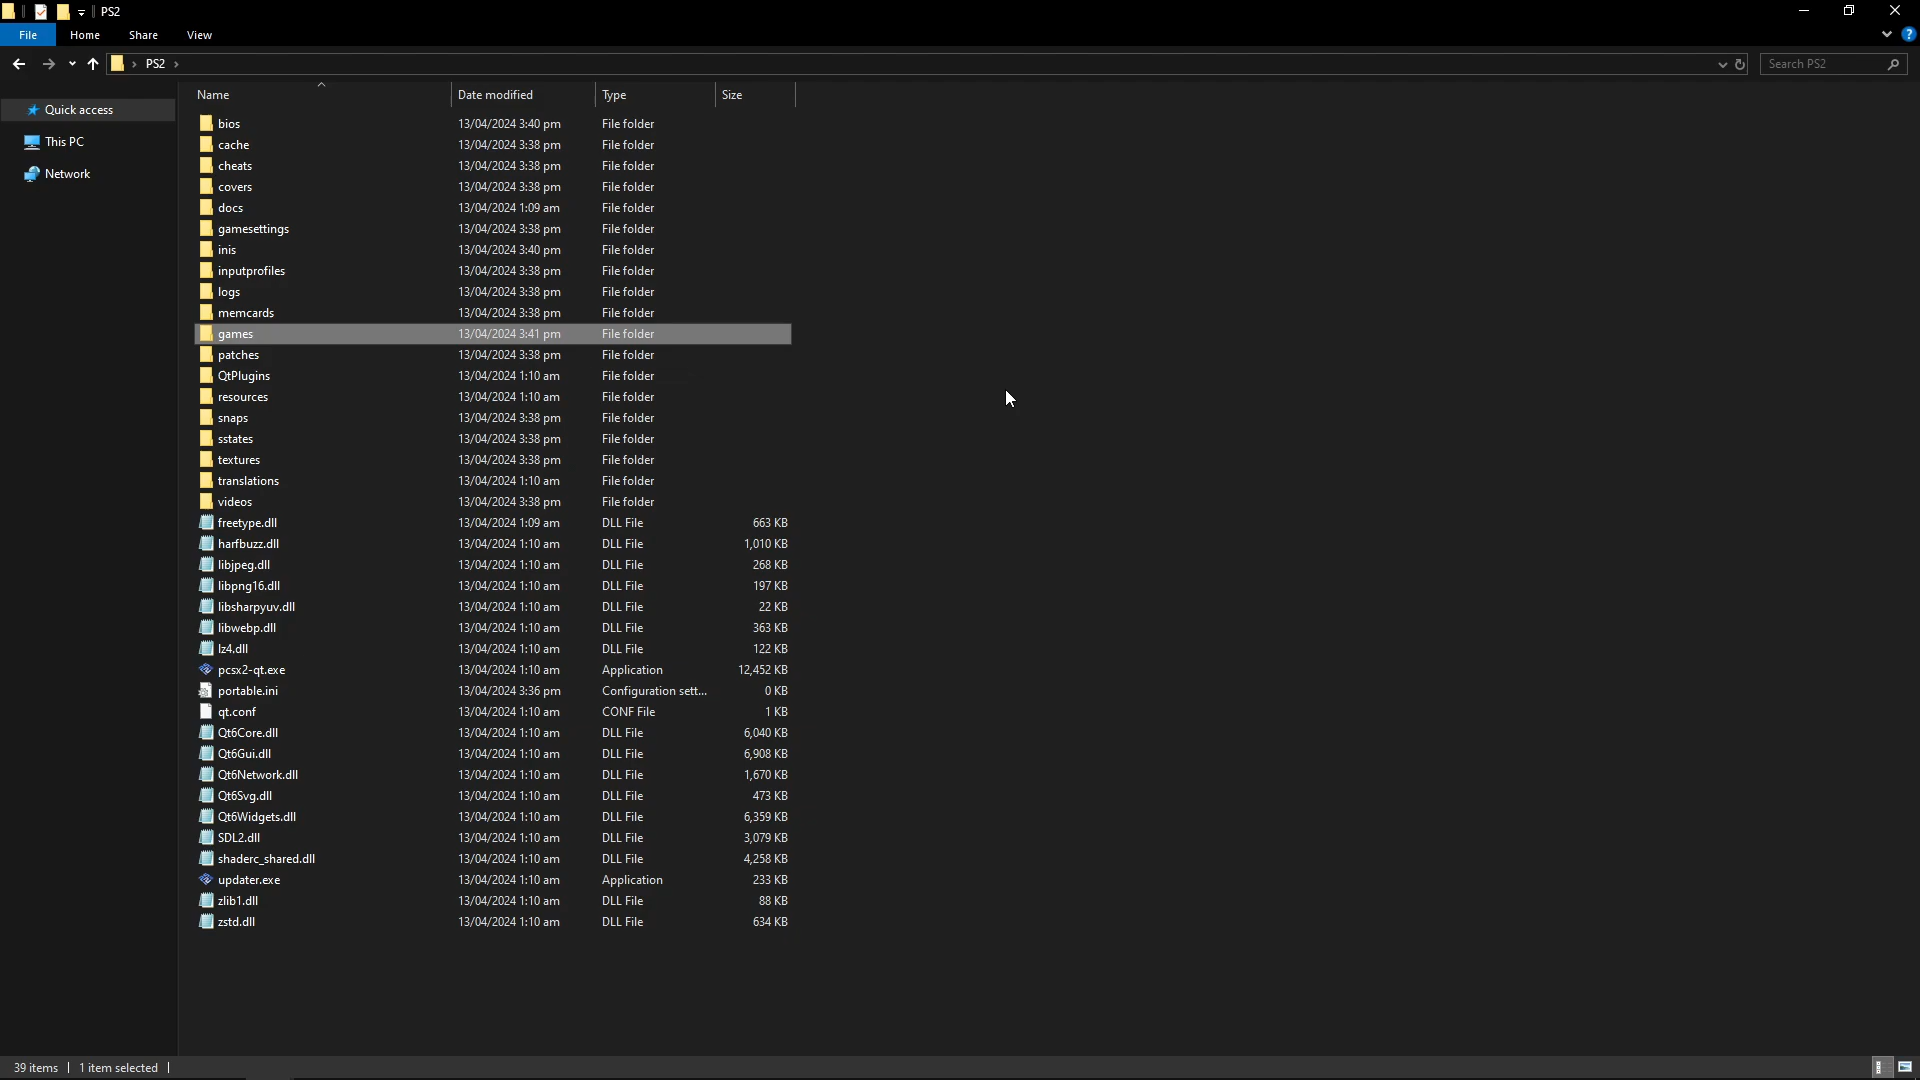 PS2
File Home Share View
PS2 Search PS2
Name Date modified Type Size
Quick access
This PC
Network
bios 13/04/2024 3:40 pm File folder
cache 13/04/2024 3:38 pm File folder
cheats 13/04/2024 3:38 pm File folder
covers 13/04/2024 3:38 pm File folder
docs 13/04/2024 1:09 am File folder
gamesettings 13/04/2024 3:38 pm File folder
inis 13/04/2024 3:40 pm File folder
inputprofiles 13/04/2024 3:38 pm File folder
logs 13/04/2024 3:38 pm File folder
memcards 13/04/2024 3:38 pm File folder
games 13/04/2024 3:41 pm File folder
patches 13/04/2024 3:38 pm File folder
QtPlugins 13/04/2024 1:10 am File folder
resources 13/04/2024 1:10 am File folder
snaps 13/04/2024 3:38 pm File folder
sstates 13/04/2024 3:38 pm File folder
textures 13/04/2024 3:38 pm File folder
translations 13/04/2024 1:10 am File folder
videos 13/04/2024 3:38 pm File folder
freetype.dll 13/04/2024 1:09 am DLL File 663 KB
harfbuzz.dll 13/04/2024 1:10 am DLL File 1,010 KB
libjpeg.dll 13/04/2024 1:10 am DLL File 268 KB
libpng16.dll 13/04/2024 1:10 am DLL File 197 KB
libsharpyuv.dll 13/04/2024 1:10 am DLL File 22 KB
libwebp.dll 13/04/2024 1:10 am DLL File 363 KB
lz4.dll 13/04/2024 1:10 am DLL File 122 KB
pcsx2-qt.exe 13/04/2024 1:10 am Application 12,452 KB
portable.ini 13/04/2024 3:36 pm Configuration sett... 0 KB
qt.conf 13/04/2024 1:10 am CONF File 1 KB
Qt6Core.dll 13/04/2024 1:10 am DLL File 6,040 KB
Qt6Gui.dll 13/04/2024 1:10 am DLL File 6,908 KB
Qt6Network.dll 13/04/2024 1:10 am DLL File 1,670 KB
Qt6Svg.dll 13/04/2024 1:10 am DLL File 473 KB
Qt6Widgets.dll 13/04/2024 1:10 am DLL File 6,359 KB
SDL2.dll 13/04/2024 1:10 am DLL File 3,079 KB
shaderc_shared.dll 13/04/2024 1:10 am DLL File 4,258 KB
updater.exe 13/04/2024 1:10 am Application 233 KB
zlib1.dll 13/04/2024 1:10 am DLL File 88 KB
zstd.dll 13/04/2024 1:10 am DLL File 634 KB
39 items 1 item selected